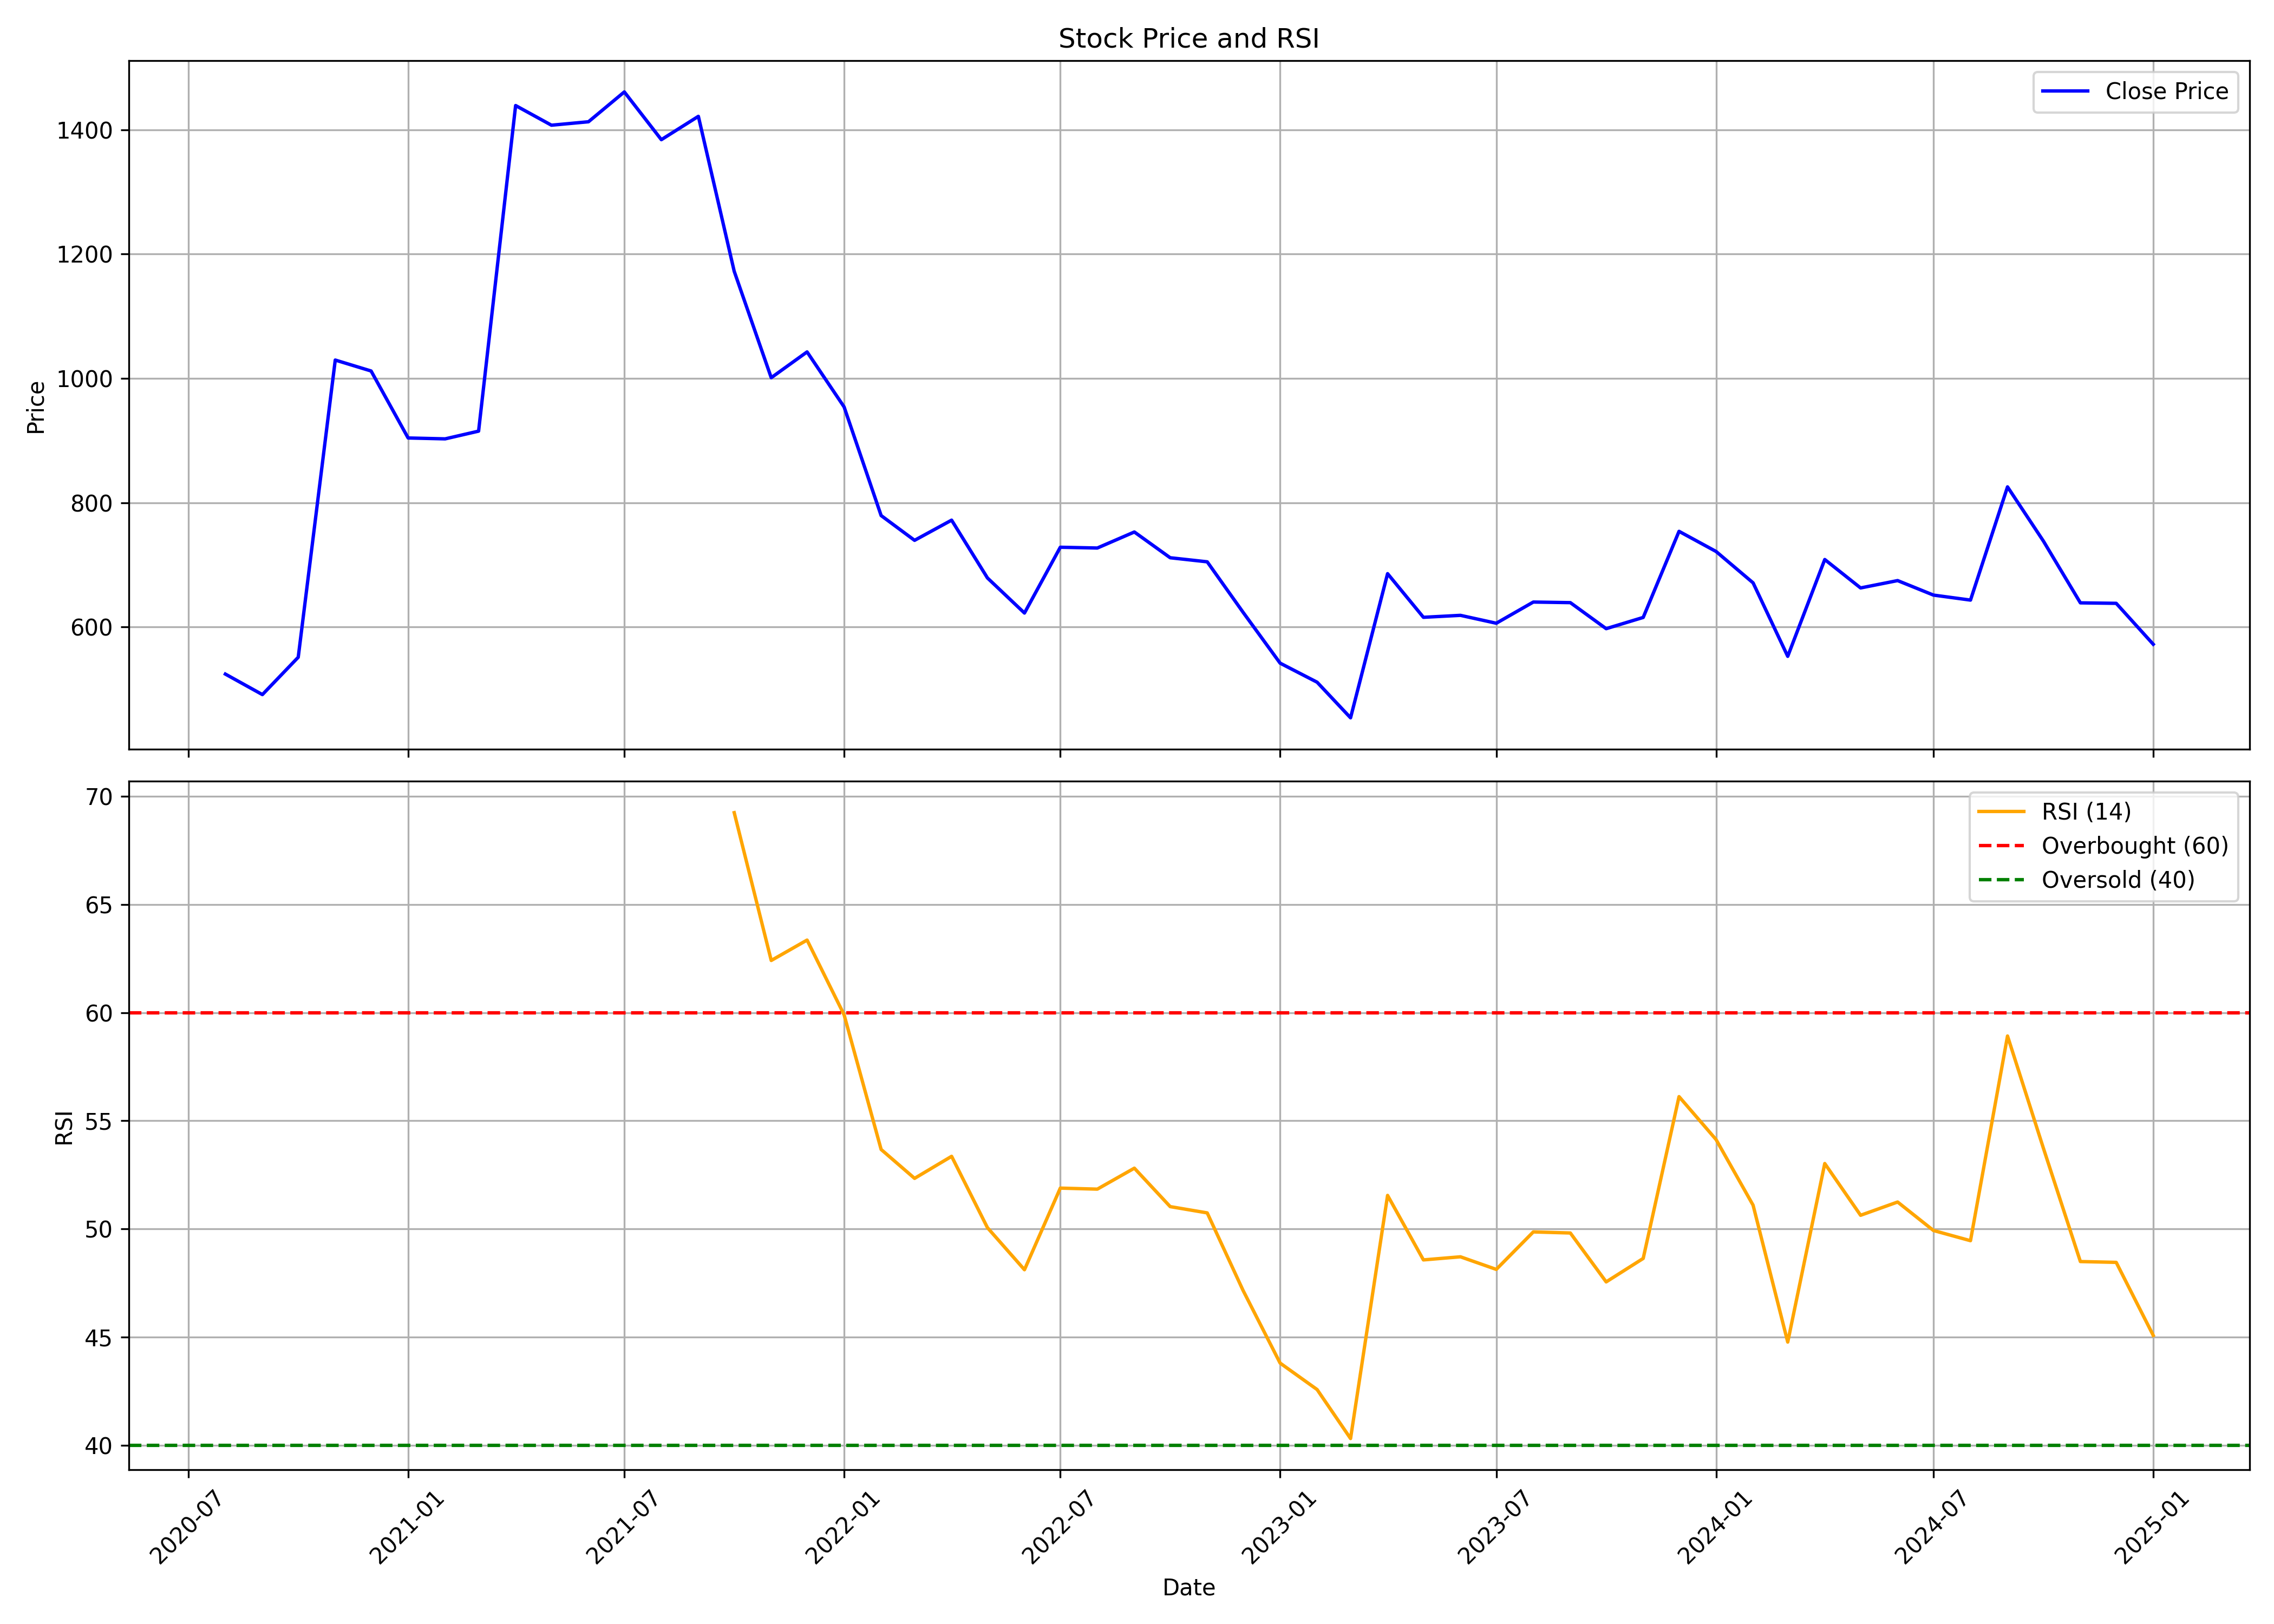 Stock Price and RSI
Close Price
1400
1200
1000
800
600
Price
RSI (14)
Overbought (60)
Oversold (40)
70
65
60
55
50
45
40
RSI
2020-07
2021-01
2021-07
2022-01
2022-07
2023-01
2023-07
2024-01
2024-07
2025-01
Date